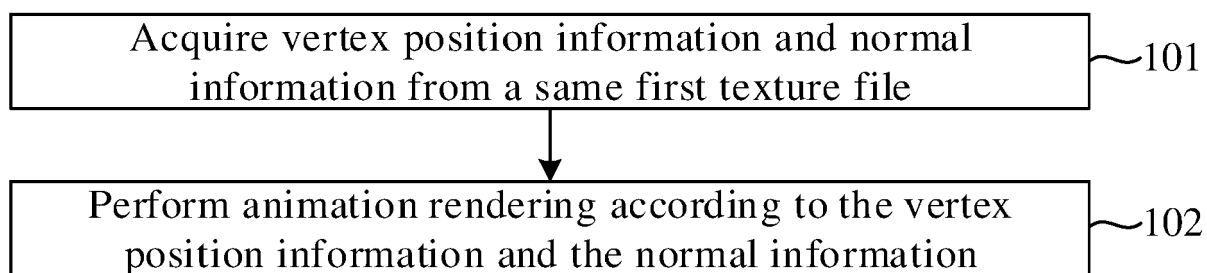 Acquire vertex position information and normal
information from a same first texture file
101
Perform animation rendering according to the vertex
position information and the normal information
102